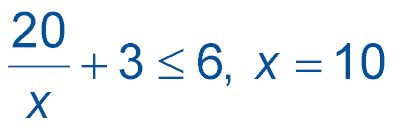 20/x + 3 ≤ 6, x = 10